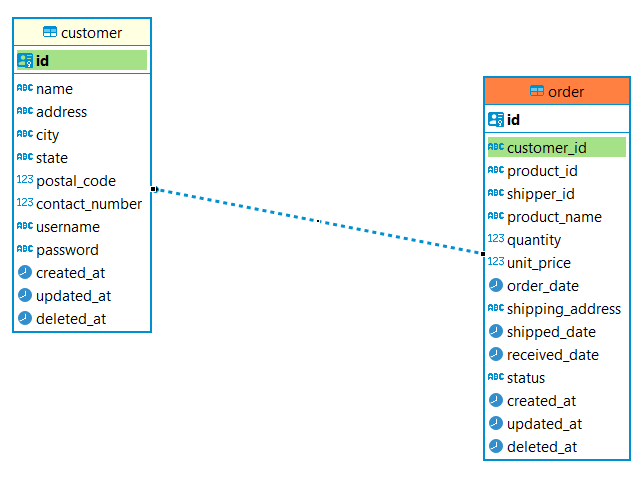 customer
id
ABC name
ABC address
ABC city
ABC state
123 postal_code
123 contact_number
ABC username
ABC password
created_at
updated_at
deleted_at
order
id
ABC customer_id
ABC product_id
ABC shipper_id
ABC product_name
123 quantity
123 unit_price
order_date
ABC shipping_address
shipped_date
received_date
ABC status
created_at
updated_at
deleted_at